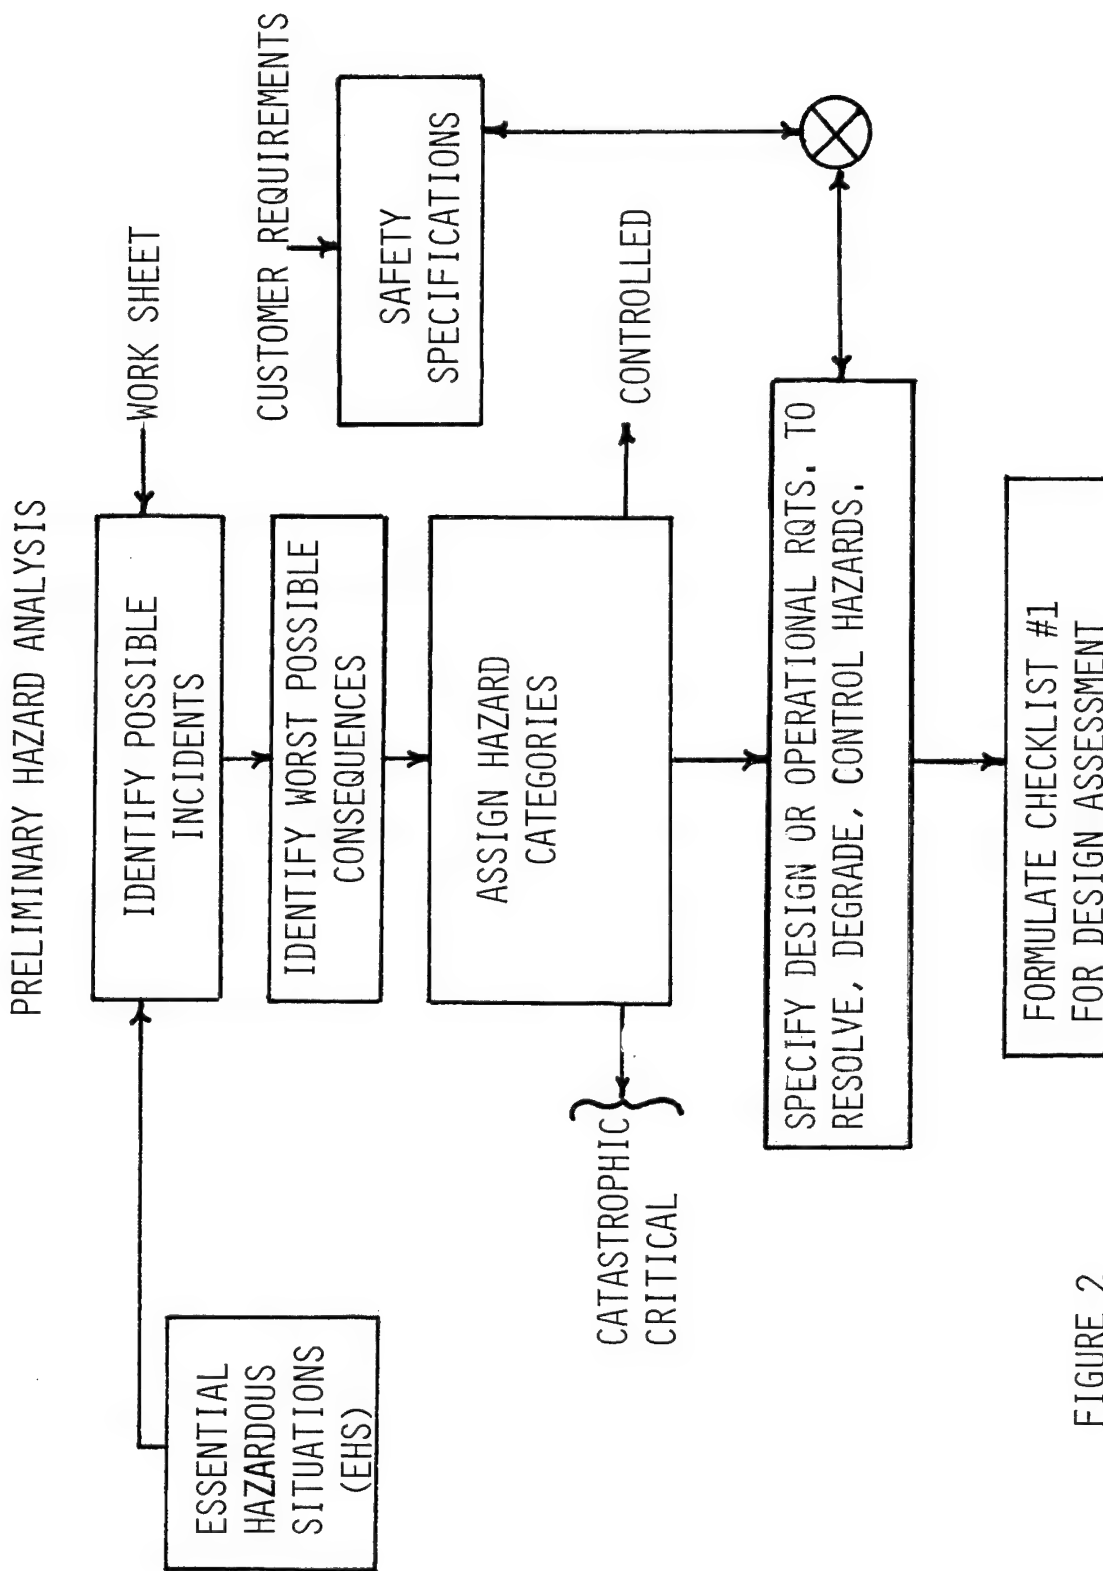 PRELIMINARY HAZARD ANALYSIS
ESSENTIAL
HAZARDOUS
SITUATIONS
(EHS)
IDENTIFY POSSIBLE
INCIDENTS
WORK SHEET
IDENTIFY WORST POSSIBLE
CONSEQUENCES
CUSTOMER REQUIREMENTS
SAFETY
SPECIFICATIONS
ASSIGN HAZARD
CATEGORIES
CATASTROPHIC
CRITICAL
CONTROLLED
SPECIFY DESIGN OR OPERATIONAL RQTS. TO
RESOLVE, DEGRADE, CONTROL HAZARDS.
FORMULATE CHECKLIST #1
FOR DESIGN ASSESSMENT
FIGURE 2